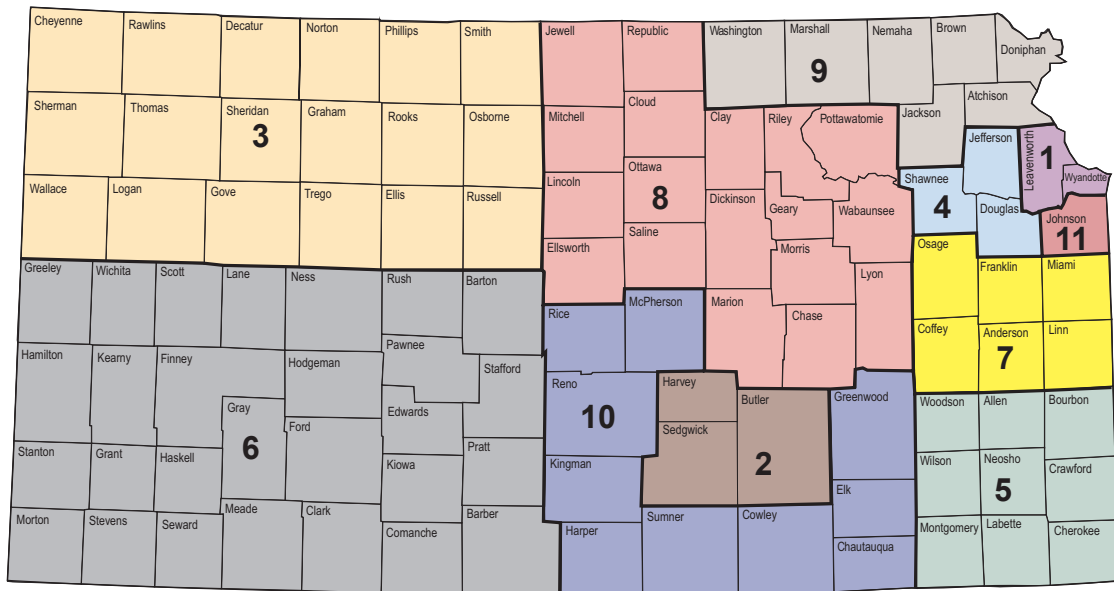 Cheyenne
Rawlins
Decatur
Norton
Phillips
Smith
Jewell
Republic
Washington
Marshall
Nemaha
Brown
Doniphan
9
Sherman
Thomas
Sheridan
Graham
Rooks
Osborne
Mitchell
Cloud
Clay
Riley
Pottawatomie
Jackson
Atchison
3
Jefferson
Leavenworth
1
Wyandotte
Wallace
Logan
Gove
Trego
Ellis
Russell
Lincoln
Ottawa
8
Dickinson
Geary
Wabaunsee
Shawnee
4
Douglas
Johnson
11
Ellsworth
Saline
Morris
Osage
Greeley
Wichita
Scott
Lane
Ness
Rush
Barton
Lyon
Franklin
Miami
Rice
McPherson
Marion
Chase
Coffey
Anderson
Linn
7
Hamilton
Kearny
Finney
Hodgeman
Pawnee
Stafford
Reno
Harvey
Butler
Greenwood
Woodson
Allen
Bourbon
Gray
6
Ford
Edwards
10
Sedgwick
2
Stanton
Grant
Haskell
Kiowa
Pratt
Kingman
Elk
Wilson
Neosho
5
Crawford
Morton
Stevens
Seward
Meade
Clark
Comanche
Barber
Harper
Sumner
Cowley
Chautauqua
Montgomery
Labette
Cherokee